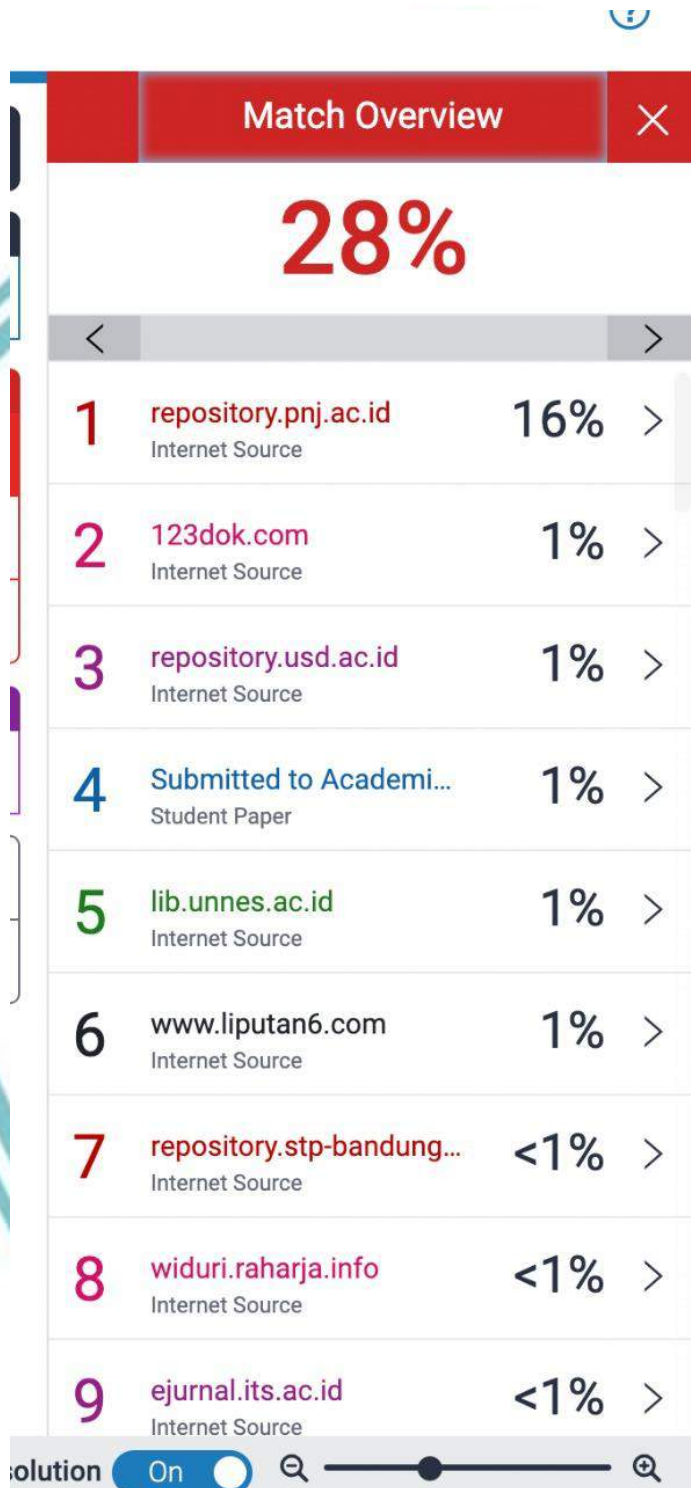 Match Overview
28%
1 repository.pnj.ac.id 16%
Internet Source
2 123dok.com 1%
Internet Source
3 repository.usd.ac.id 1%
Internet Source
4 Submitted to Academi... 1%
Student Paper
5 lib.unnes.ac.id 1%
Internet Source
6 www.liputan6.com 1%
Internet Source
7 repository.stp-bandung... <1%
Internet Source
8 widuri.raharja.info <1%
Internet Source
9 ejurnal.its.ac.id <1%
Internet Source
solution On